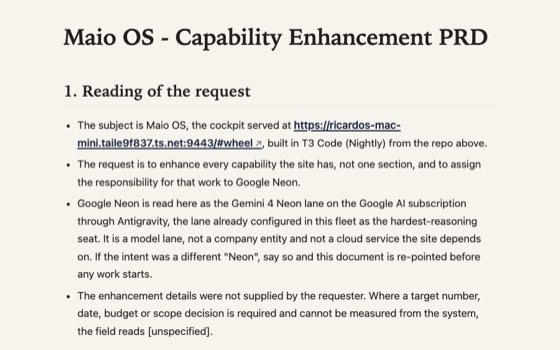 Maio OS - Capability Enhancement PRD
1. Reading of the request
• The subject is Maio OS, the cockpit served at https://ricardos-mac-
mini.taile9f837.ts.net:9443/#wheel ↗, built in T3 Code (Nightly) from the repo above.
• The request is to enhance every capability the site has, not one section, and to assign
the responsibility for that work to Google Neon.
• Google Neon is read here as the Gemini 4 Neon lane on the Google AI subscription
through Antigravity, the lane already configured in this fleet as the hardest-reasoning
seat. It is a model lane, not a company entity and not a cloud service the site depends
on. If the intent was a different "Neon", say so and this document is re-pointed before
any work starts.
• The enhancement details were not supplied by the requester. Where a target number,
date, budget or scope decision is required and cannot be measured from the system,
the field reads [unspecified].